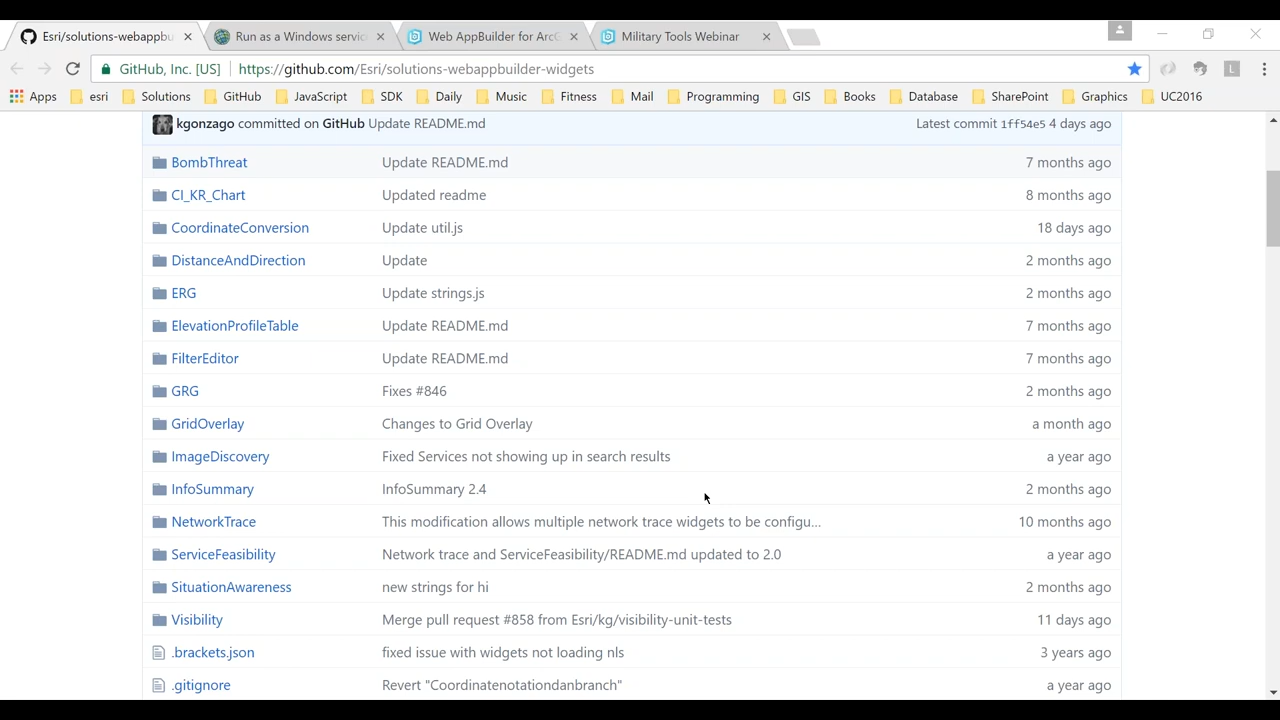 Esri/solutions-webappbu
Run as a Windows servic
Web AppBuilder for ArcG
Military Tools Webinar
GitHub, Inc. [US]
https://github.com/Esri/solutions-webappbuilder-widgets
L
Apps esri Solutions GitHub JavaScript SDK Daily Music Fitness Mail Programming GIS Books Database SharePoint Graphics UC2016
kgonzago committed on GitHub Update README.md Latest commit 1ff54e5 4 days ago
BombThreat Update README.md 7 months ago
CI_KR_Chart Updated readme 8 months ago
CoordinateConversion Update util.js 18 days ago
DistanceAndDirection Update 2 months ago
ERG Update strings.js 2 months ago
ElevationProfileTable Update README.md 7 months ago
FilterEditor Update README.md 7 months ago
GRG Fixes #846 2 months ago
GridOverlay Changes to Grid Overlay a month ago
ImageDiscovery Fixed Services not showing up in search results a year ago
InfoSummary InfoSummary 2.4 2 months ago
NetworkTrace This modification allows multiple network trace widgets to be configu... 10 months ago
ServiceFeasibility Network trace and ServiceFeasibility/README.md updated to 2.0 a year ago
SituationAwareness new strings for hi 2 months ago
Visibility Merge pull request #858 from Esri/kg/visibility-unit-tests 11 days ago
.brackets.json fixed issue with widgets not loading nls 3 years ago
.gitignore Revert "Coordinatenotationdanbranch" a year ago